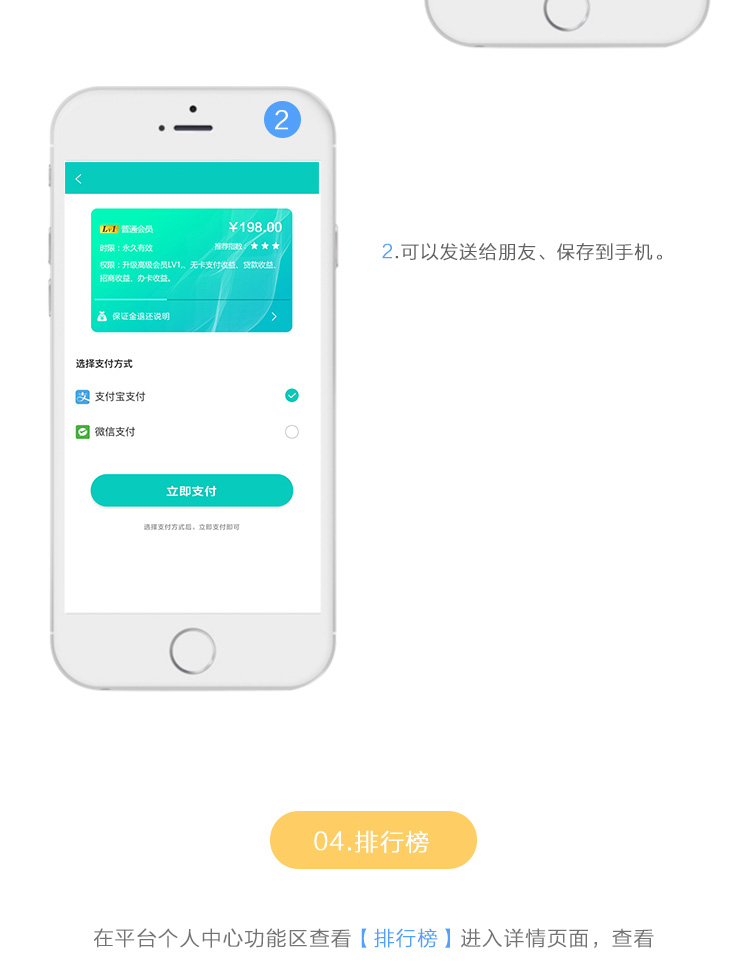 2
LV1 普通会员 ¥198.00
时限：永久有效 推荐指数：★★★
权限：升级高级会员LV1、、无卡支付收益、贷款收益、
招商收益、办卡收益。
保证金退还说明
选择支付方式
支付宝支付
微信支付
立即支付
选择支付方式后，立即支付即可
2.可以发送给朋友、保存到手机。
04.排行榜
在平台个人中心功能区查看【排行榜】进入详情页面，查看